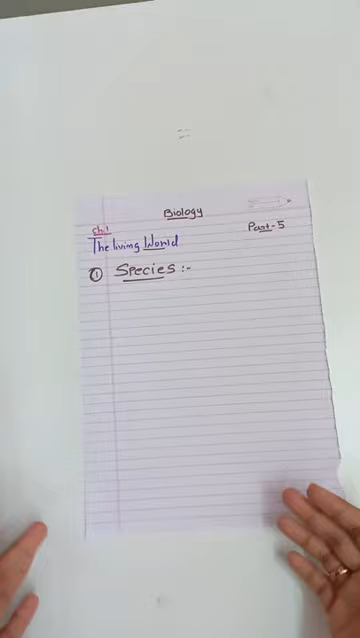 Biology
ch.1
The living World
Part-5
① Species :-